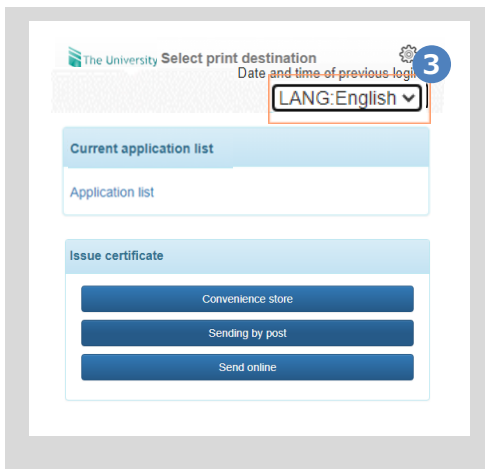 The University Select print destination
Date and time of previous login
3
LANG:English
Current application list
Application list
Issue certificate
Convenience store
Sending by post
Send online